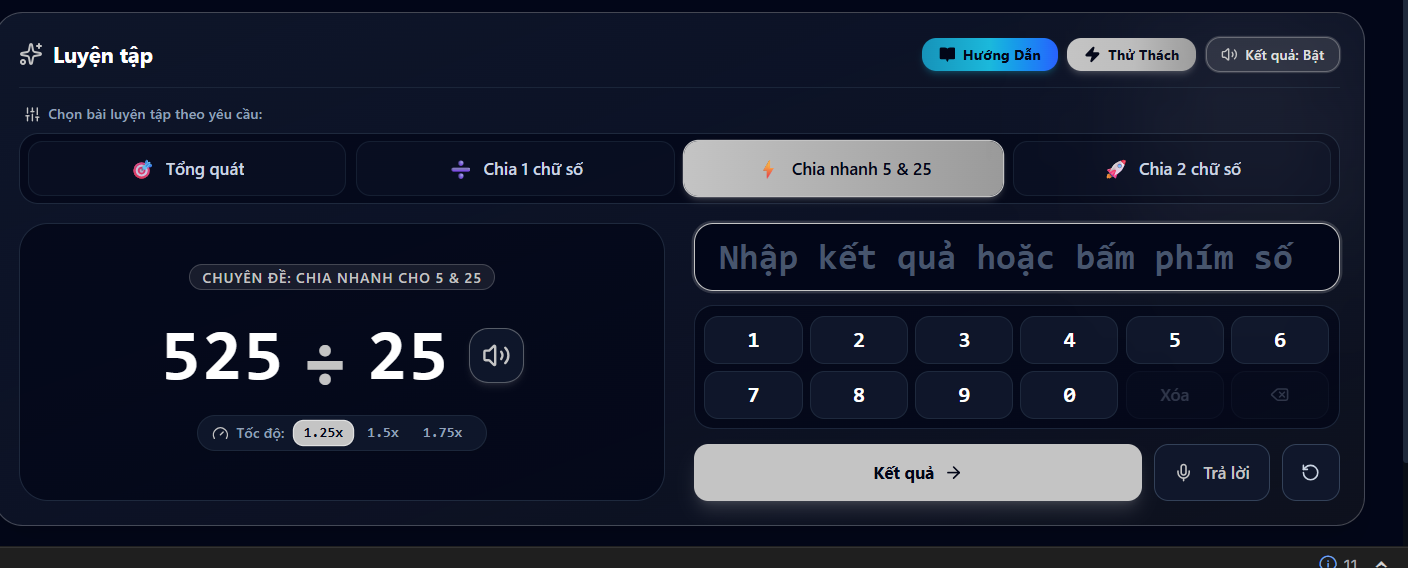 Luyện tập
Hướng Dẫn
Thử Thách
Kết quả: Bật
Chọn bài luyện tập theo yêu cầu:
Tổng quát
Chia 1 chữ số
Chia nhanh 5 & 25
Chia 2 chữ số
CHUYÊN ĐỀ: CHIA NHANH CHO 5 & 25
525 ÷ 25
Tốc độ: 1.25x 1.5x 1.75x
Nhập kết quả hoặc bấm phím số
1 2 3 4 5 6
7 8 9 0 Xóa
Kết quả →
Trả lời
11